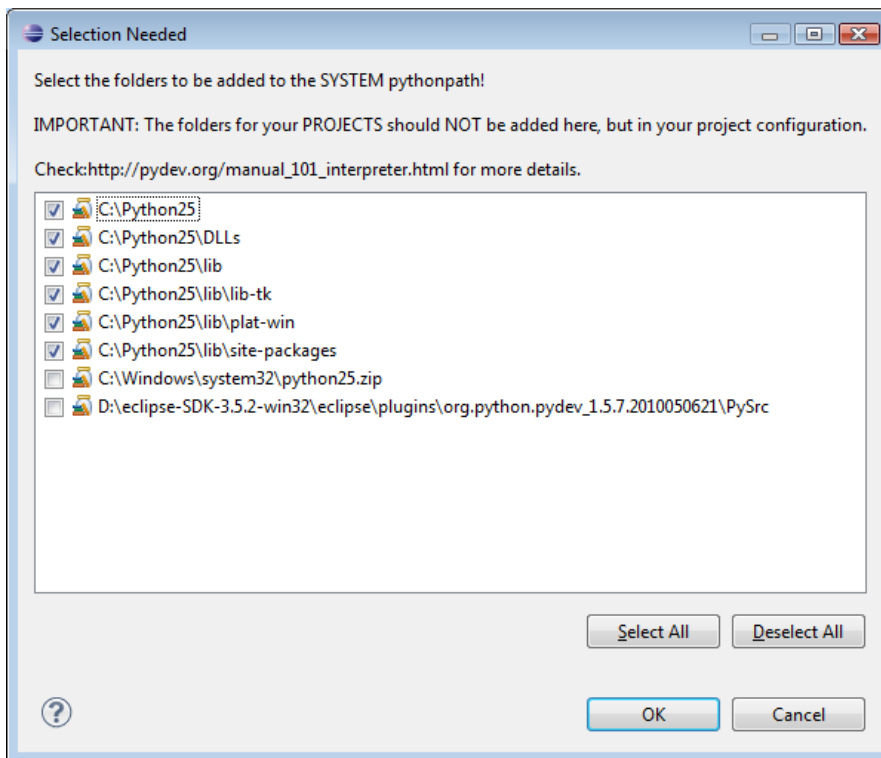 Selection Needed
Select the folders to be added to the SYSTEM pythonpath!
IMPORTANT: The folders for your PROJECTS should NOT be added here, but in your project configuration.
Check:http://pydev.org/manual_101_interpreter.html for more details.
C:\Python25
C:\Python25\DLLs
C:\Python25\lib
C:\Python25\lib\lib-tk
C:\Python25\lib\plat-win
C:\Python25\lib\site-packages
C:\Windows\system32\python25.zip
D:\eclipse-SDK-3.5.2-win32\eclipse\plugins\org.python.pydev_1.5.7.2010050621\PySrc
Select All Deselect All
? OK Cancel